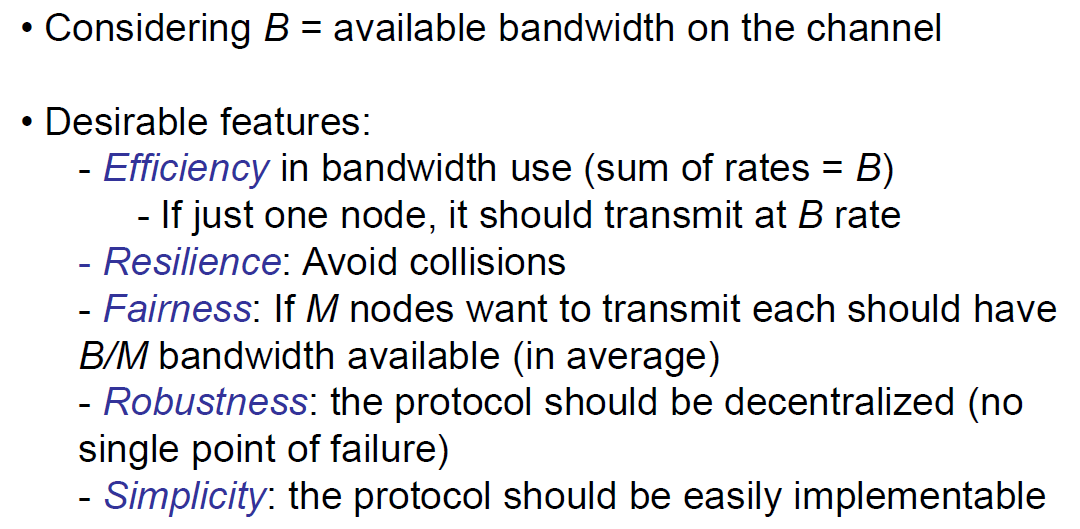 • Considering B = available bandwidth on the channel
• Desirable features:
- Efficiency in bandwidth use (sum of rates = B)
- If just one node, it should transmit at B rate
- Resilience: Avoid collisions
- Fairness: If M nodes want to transmit each should have
B/M bandwidth available (in average)
- Robustness: the protocol should be decentralized (no
single point of failure)
- Simplicity: the protocol should be easily implementable